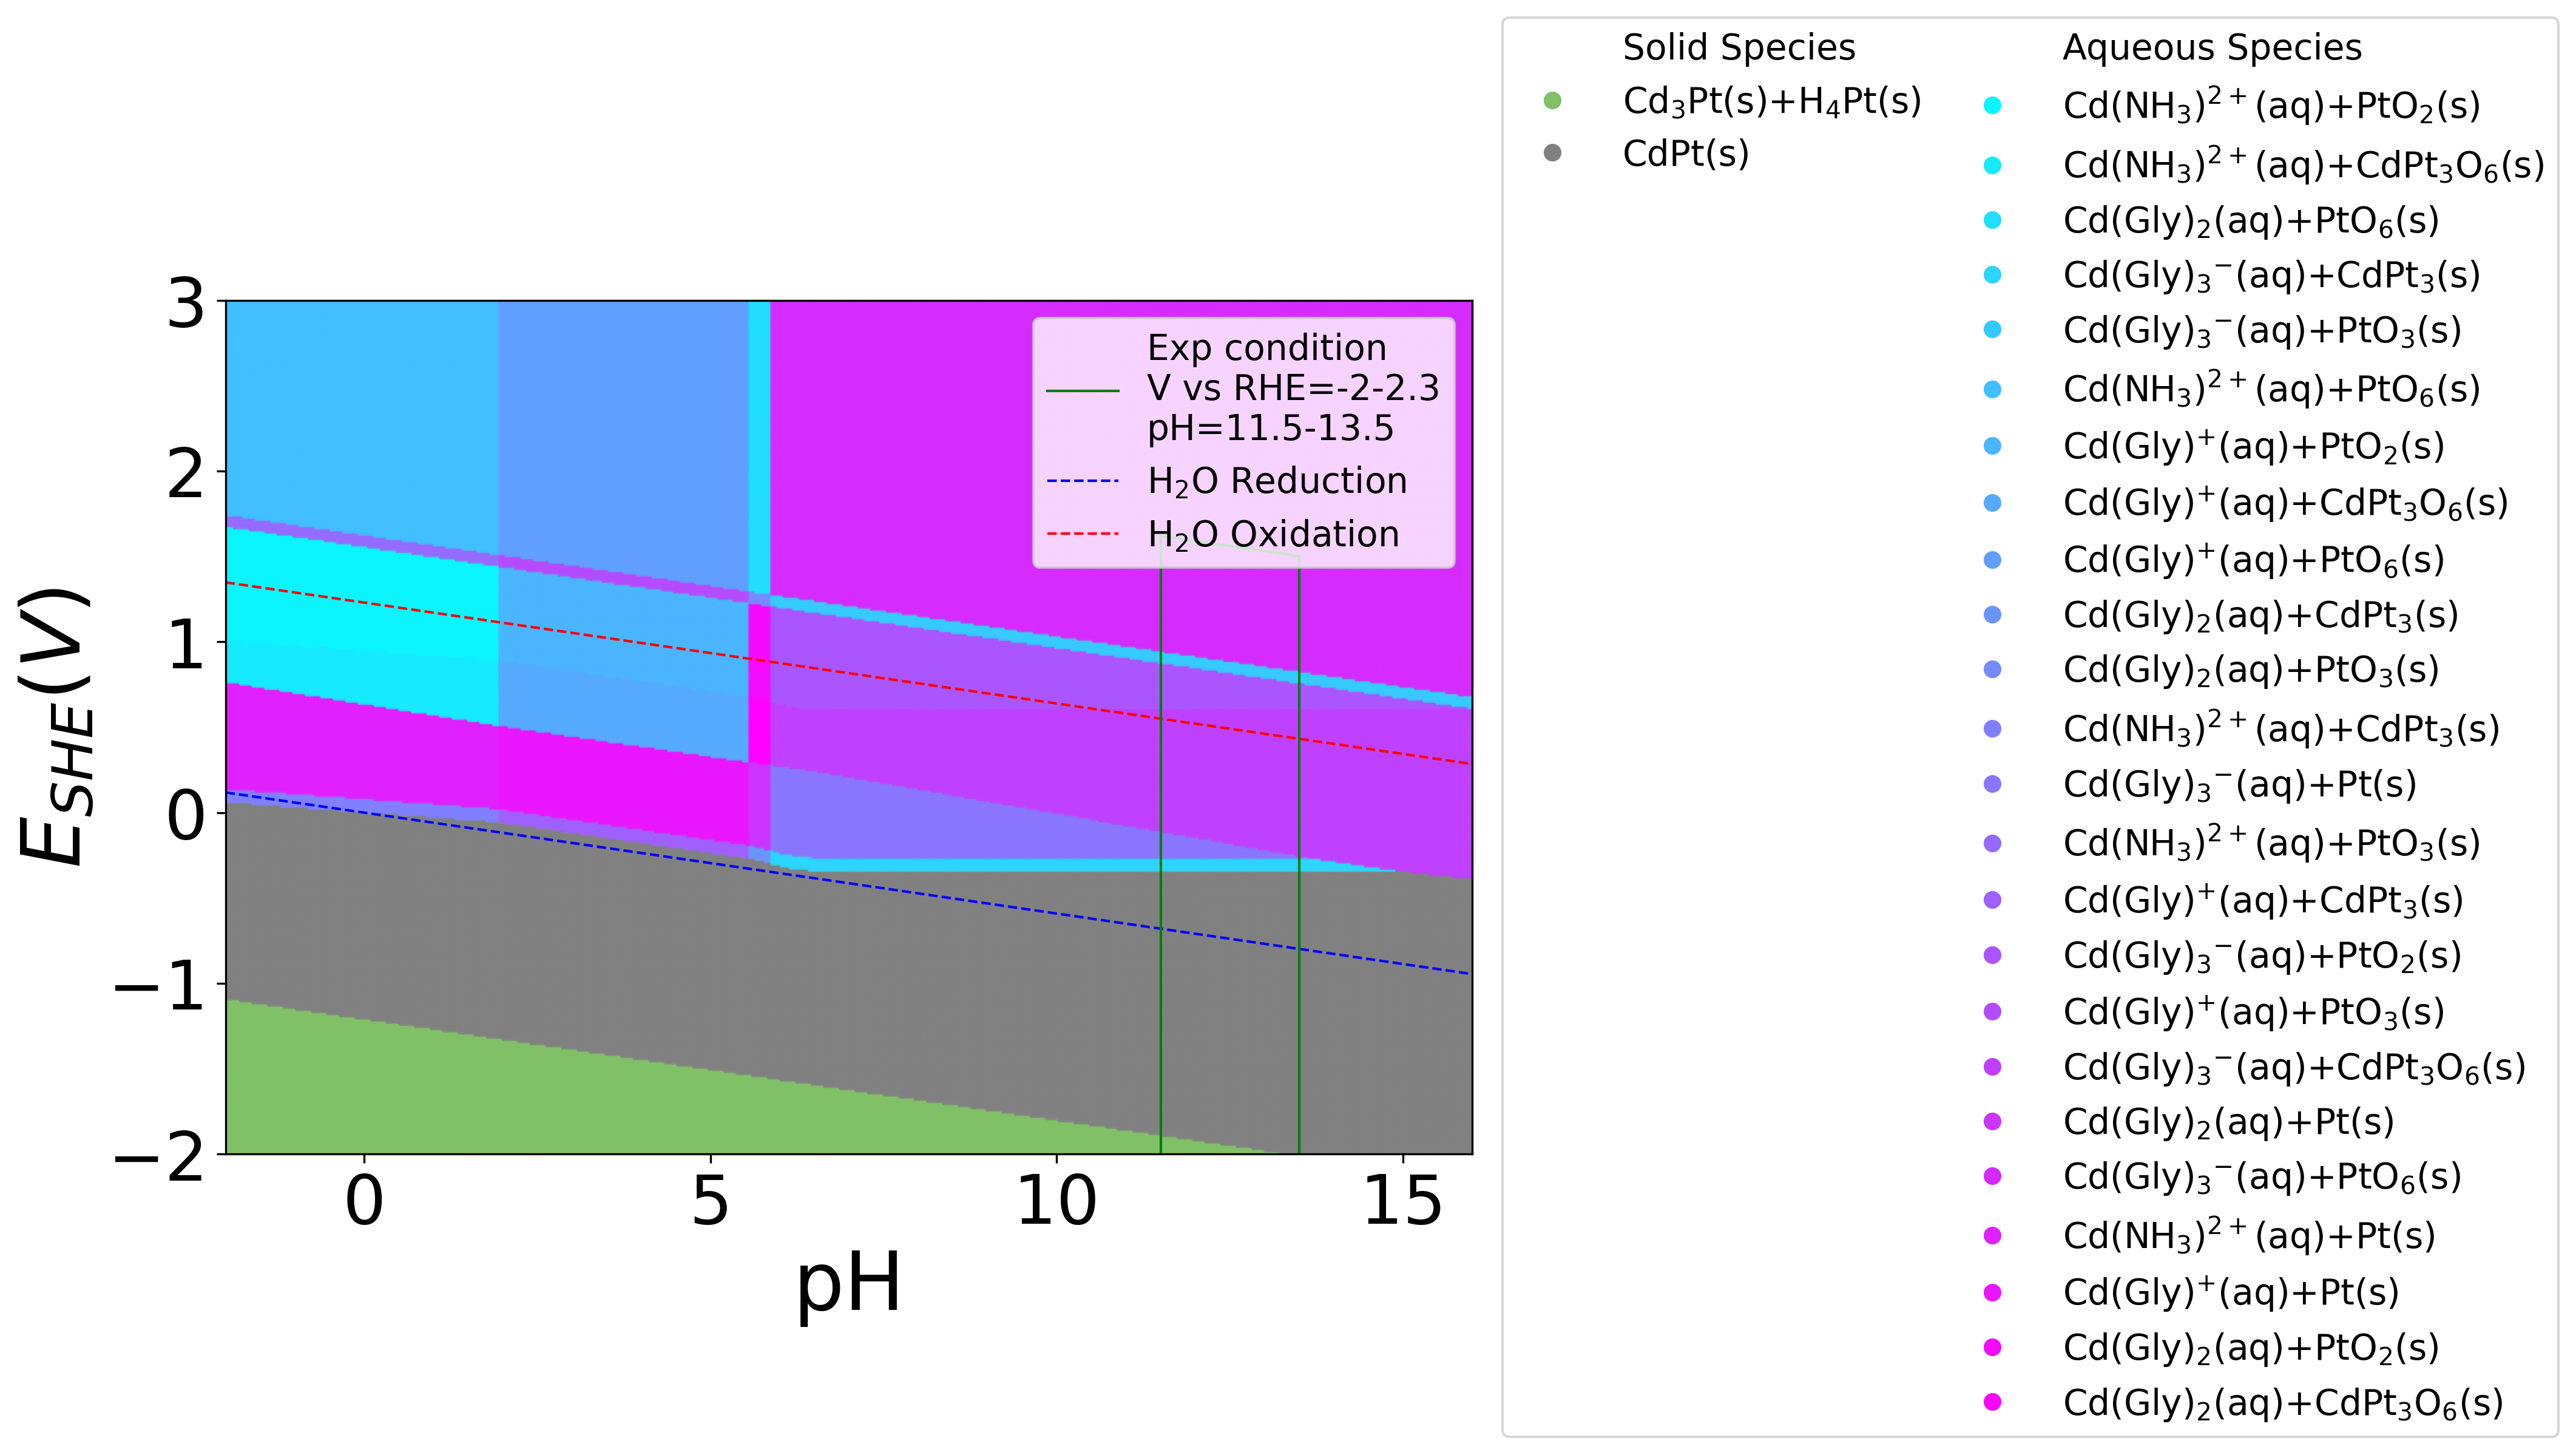 3
2
1
0
−1
−2
E_SHE(V)
0
5
10
15
pH
Exp condition
V vs RHE=-2-2.3
pH=11.5-13.5
H₂O Reduction
H₂O Oxidation
Solid Species
Cd₃Pt(s)+H₄Pt(s)
CdPt(s)
Aqueous Species
Cd(NH₃)²⁺(aq)+PtO₂(s)
Cd(NH₃)²⁺(aq)+CdPt₃O₆(s)
Cd(Gly)₂(aq)+PtO₆(s)
Cd(Gly)₃⁻(aq)+CdPt₃(s)
Cd(Gly)₃⁻(aq)+PtO₃(s)
Cd(NH₃)²⁺(aq)+PtO₆(s)
Cd(Gly)⁺(aq)+PtO₂(s)
Cd(Gly)⁺(aq)+CdPt₃O₆(s)
Cd(Gly)⁺(aq)+PtO₆(s)
Cd(Gly)₂(aq)+CdPt₃(s)
Cd(Gly)₂(aq)+PtO₃(s)
Cd(NH₃)²⁺(aq)+CdPt₃(s)
Cd(Gly)₃⁻(aq)+Pt(s)
Cd(NH₃)²⁺(aq)+PtO₃(s)
Cd(Gly)⁺(aq)+CdPt₃(s)
Cd(Gly)₃⁻(aq)+PtO₂(s)
Cd(Gly)⁺(aq)+PtO₃(s)
Cd(Gly)₃⁻(aq)+CdPt₃O₆(s)
Cd(Gly)₂(aq)+Pt(s)
Cd(Gly)₃⁻(aq)+PtO₆(s)
Cd(NH₃)²⁺(aq)+Pt(s)
Cd(Gly)⁺(aq)+Pt(s)
Cd(Gly)₂(aq)+PtO₂(s)
Cd(Gly)₂(aq)+CdPt₃O₆(s)